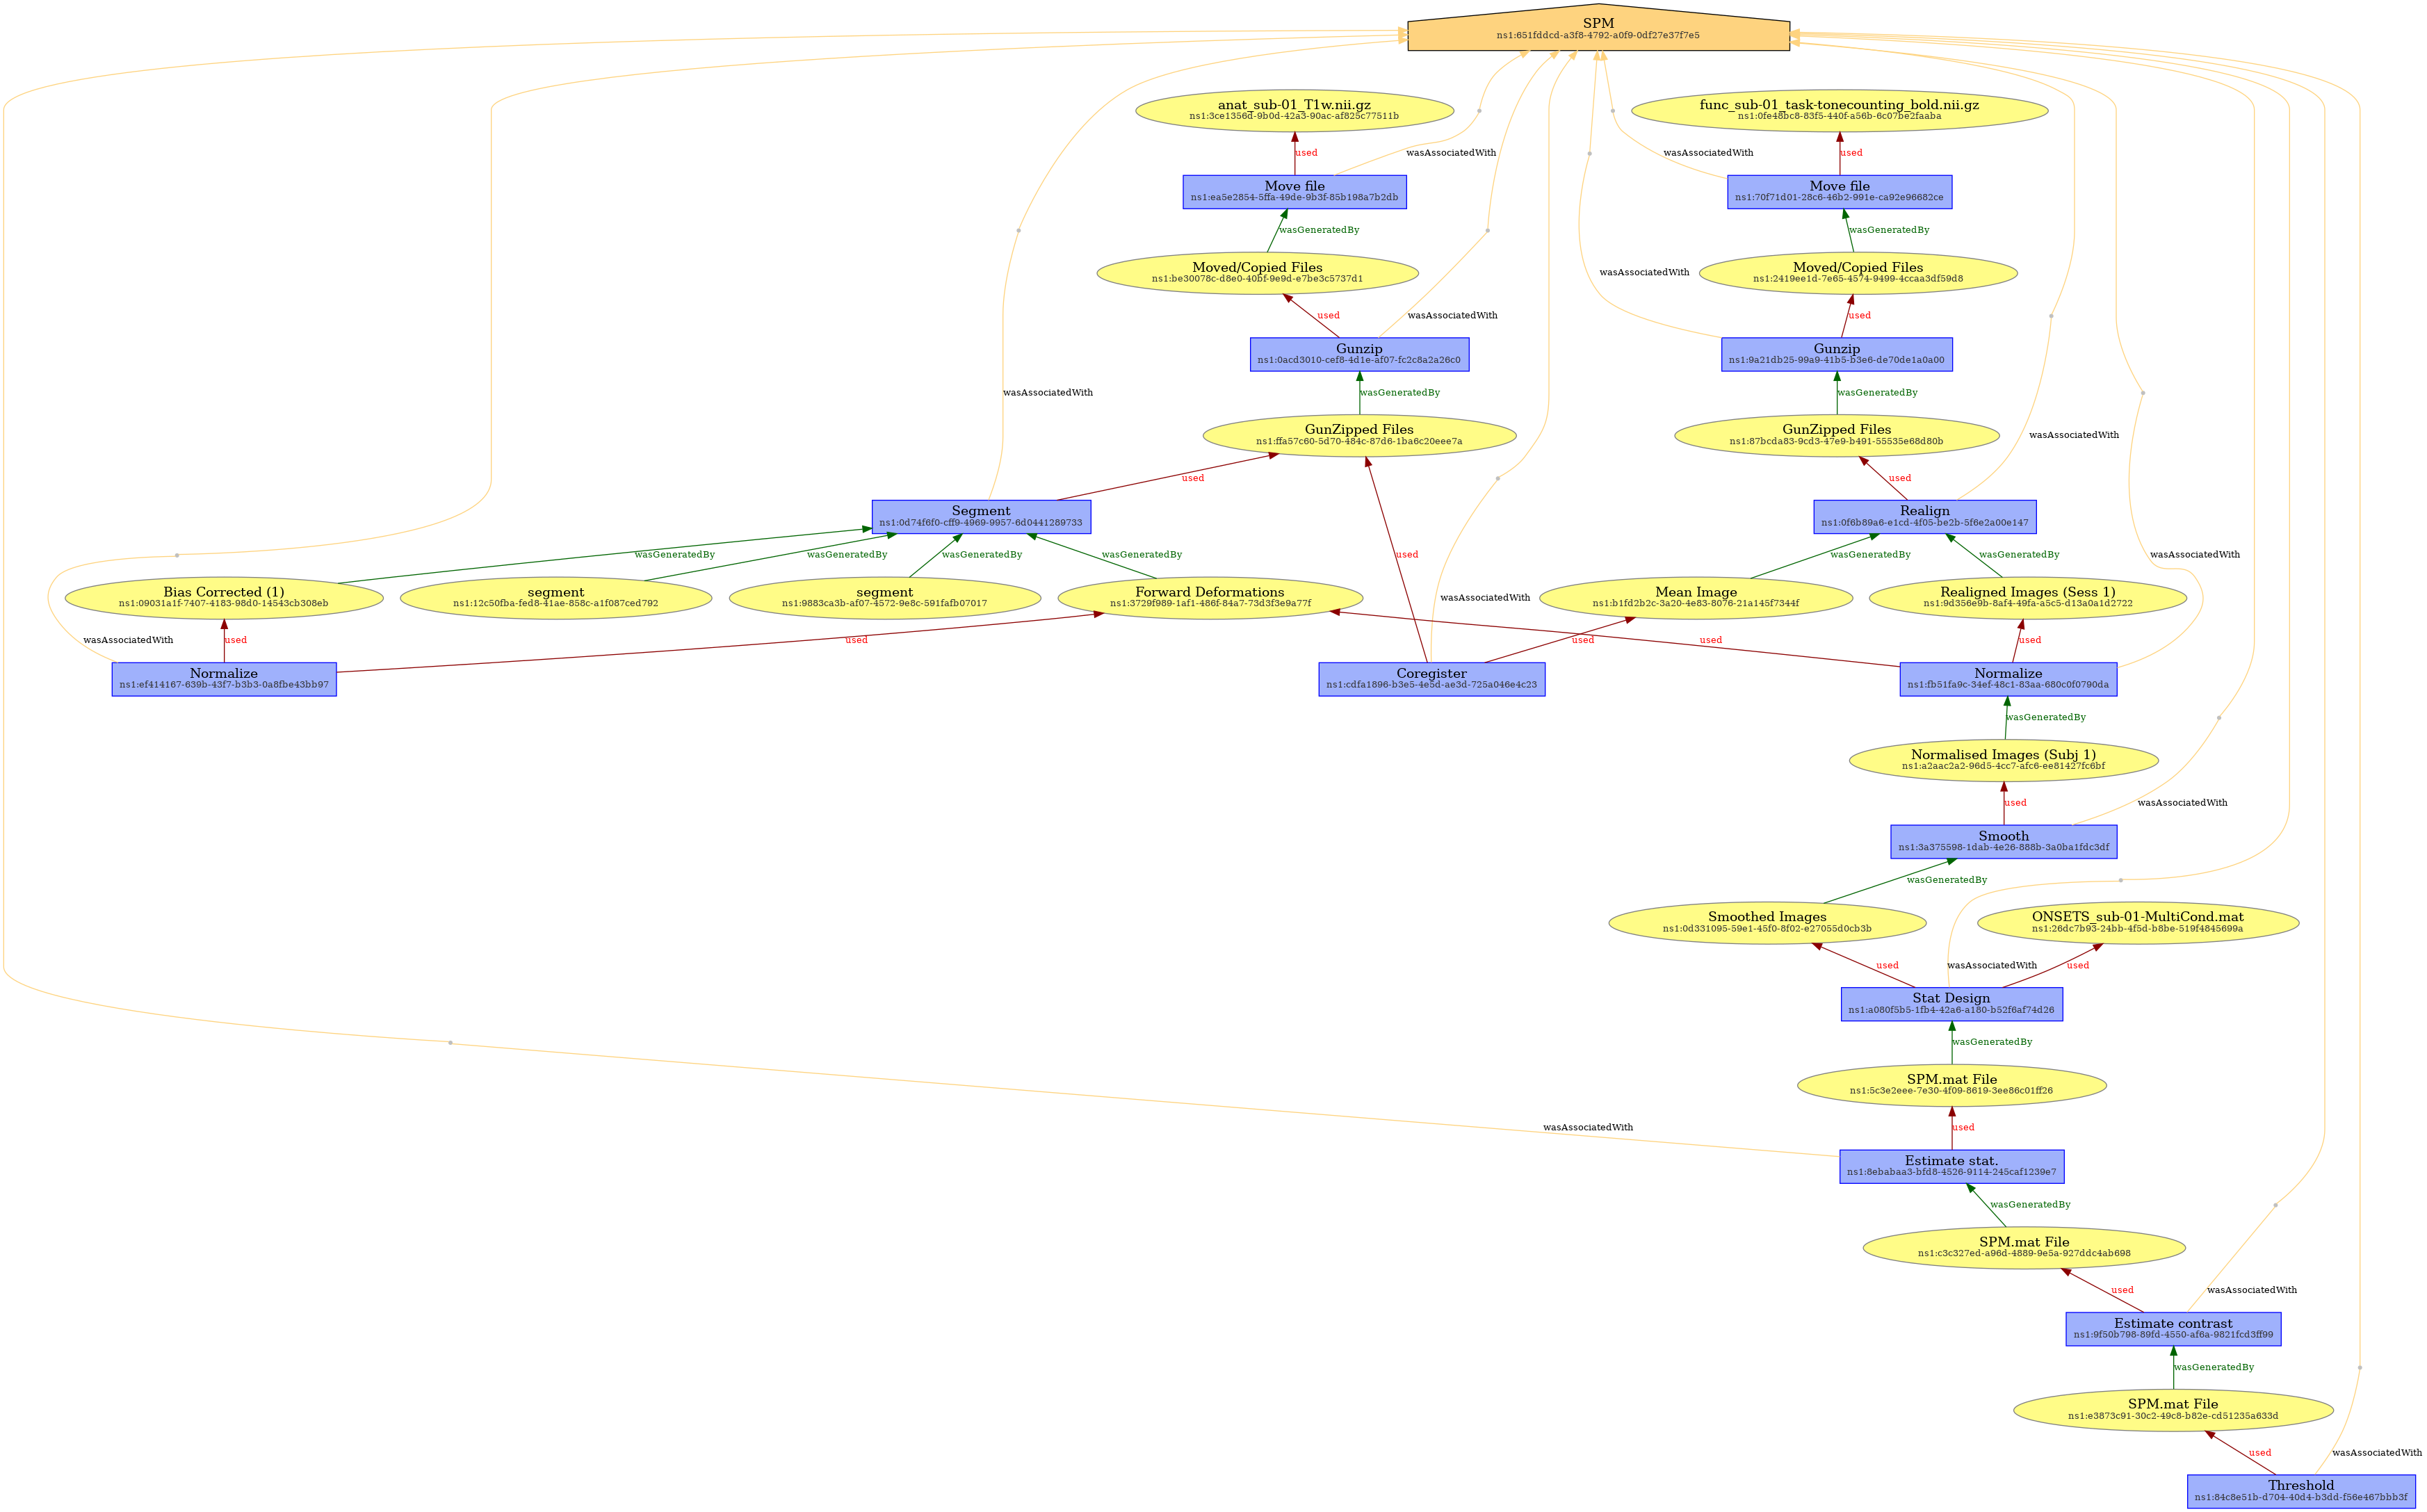 SPM
ns1:651fddcd-a3f8-4792-a0f9-0df27e37f7e5
anat_sub-01_T1w.nii.gz
ns1:3ce1356d-9b0d-42a3-90ac-af825c77511b
func_sub-01_task-tonecounting_bold.nii.gz
ns1:0fe48bc8-83f5-440f-a56b-6c07be2faaba
used
wasAssociatedWith
wasAssociatedWith
used
Move file
ns1:ea5e2854-5ffa-49de-9b3f-85b198a7b2db
Move file
ns1:70f71d01-28c6-46b2-991e-ca92e96682ce
wasGeneratedBy
wasGeneratedBy
Moved/Copied Files
ns1:be30078c-d8e0-40bf-9e9d-e7be3c5737d1
wasAssociatedWith
Moved/Copied Files
ns1:2419ee1d-7e65-4574-9499-4ccaa3df59d8
used
wasAssociatedWith
used
Gunzip
ns1:0acd3010-cef8-4d1e-af07-fc2c8a2a26c0
Gunzip
ns1:9a21db25-99a9-41b5-b3e6-de70de1a0a00
wasAssociatedWith
wasGeneratedBy
wasGeneratedBy
GunZipped Files
ns1:ffa57c60-5d70-484c-87d6-1ba6c20eee7a
GunZipped Files
ns1:87bcda83-9cd3-47e9-b491-55535e68d80b
wasAssociatedWith
used
used
Segment
ns1:0d74f6f0-cff9-4969-9957-6d0441289733
Realign
ns1:0f6b89a6-e1cd-4f05-be2b-5f6e2a00e147
wasGeneratedBy
wasGeneratedBy
wasGeneratedBy
wasGeneratedBy
used
wasGeneratedBy
wasGeneratedBy
wasAssociatedWith
Bias Corrected (1)
ns1:09031a1f-7407-4183-98d0-14543cb308eb
segment
ns1:12c50fba-fed8-41ae-858c-a1f087ced792
segment
ns1:9883ca3b-af07-4572-9e8c-591fafb07017
Forward Deformations
ns1:3729f989-1af1-486f-84a7-73d3f3e9a77f
wasAssociatedWith
Mean Image
ns1:b1fd2b2c-3a20-4e83-8076-21a145f7344f
Realigned Images (Sess 1)
ns1:9d356e9b-8af4-49fa-a5c5-d13a0a1d2722
wasAssociatedWith
used
used
used
used
used
Normalize
ns1:ef414167-639b-43f7-b3b3-0a8fbe43bb97
Coregister
ns1:cdfa1896-b3e5-4e5d-ae3d-725a046e4c23
Normalize
ns1:fb51fa9c-34ef-48c1-83aa-680c0f0790da
wasGeneratedBy
Normalised Images (Subj 1)
ns1:a2aac2a2-96d5-4cc7-afc6-ee81427fc6bf
used
wasAssociatedWith
Smooth
ns1:3a375598-1dab-4e26-888b-3a0ba1fdc3df
wasGeneratedBy
Smoothed Images
ns1:0d331095-59e1-45f0-8f02-e27055d0cb3b
ONSETS_sub-01-MultiCond.mat
ns1:26dc7b93-24bb-4f5d-b8be-519f4845699a
used
wasAssociatedWith
used
Stat Design
ns1:a080f5b5-1fb4-42a6-a180-b52f6af74d26
wasGeneratedBy
SPM.mat File
ns1:5c3e2eee-7e30-4f09-8619-3ee86c01ff26
wasAssociatedWith
used
Estimate stat.
ns1:8ebabaa3-bfd8-4526-9114-245caf1239e7
wasGeneratedBy
SPM.mat File
ns1:c3c327ed-a96d-4889-9e5a-927ddc4ab698
used
wasAssociatedWith
Estimate contrast
ns1:9f50b798-89fd-4550-af6a-9821fcd3ff99
wasGeneratedBy
SPM.mat File
ns1:e3873c91-30c2-49c8-b82e-cd51235a633d
used
wasAssociatedWith
Threshold
ns1:84c8e51b-d704-40d4-b3dd-f56e467bbb3f